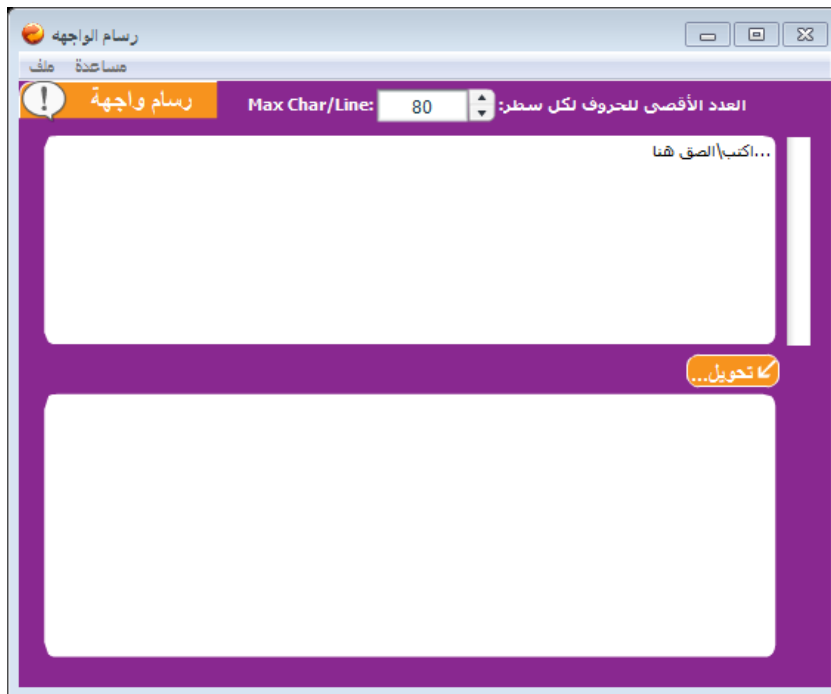 رسام الواجهه
ملف مساعدة
رسام واجهة
العدد الأقصى للحروف لكل سطر: 80 Max Char/Line:
...اكتب\الصق هنا
تحويل...